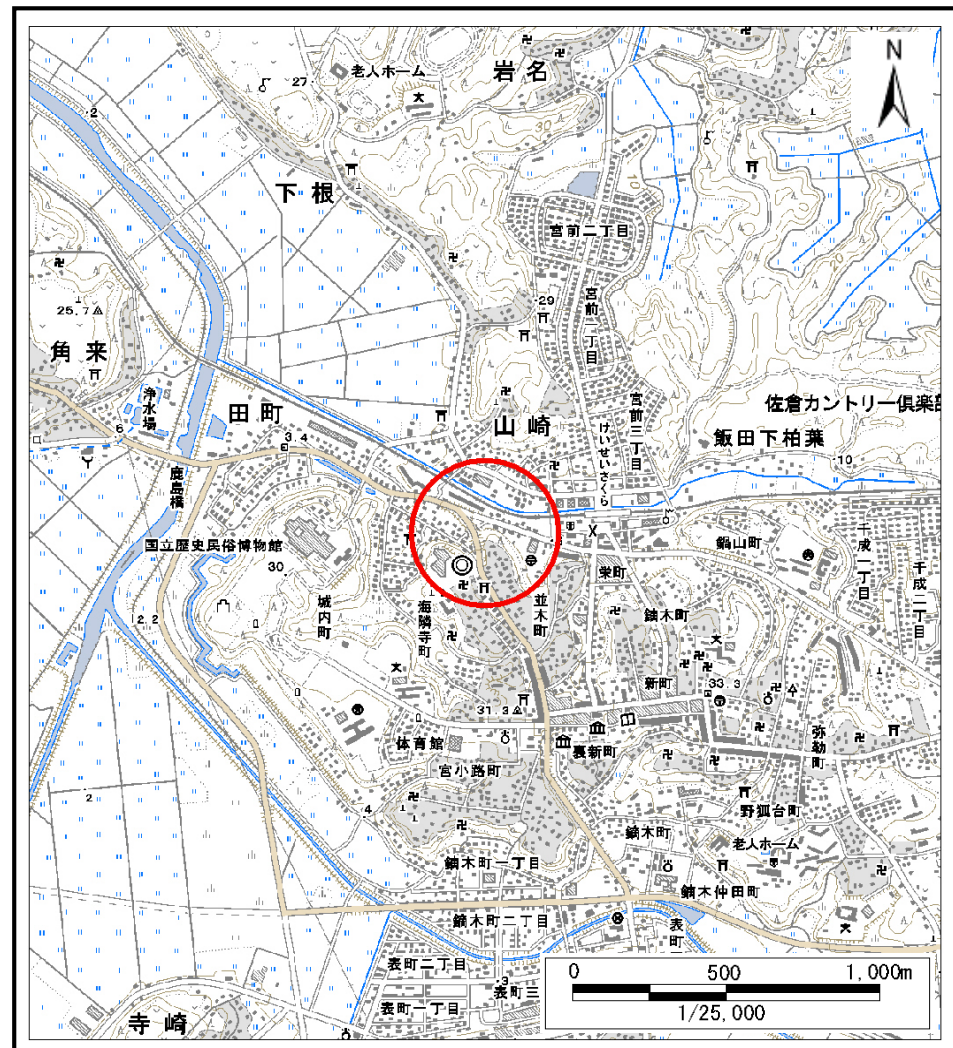 N
岩名
老人ホーム
27
2
下根
宮前二丁目
29
宮前一丁目
25.7
角来
浄水場
6
田町
3.4
山崎
宮前三丁目
けいせいさくら
佐倉カントリー倶楽部
飯田下柏葉
10
鹿島橋
国立歴史民俗博物館
30
城内町
海隣寺町
並木町
栄町
鍋山町
千成一丁目
千成二丁目
2.2
鏑木町
新町
33.3
31.3
体育館
裏新町
弥勒町
宮小路町
2
4
野狐台町
鏑木町
老人ホーム
鏑木町一丁目
鏑木仲田町
鏑木町二丁目
表町
表町二丁目
3
表町三
表町一丁目
寺崎
0 500 1,000m
1/25,000